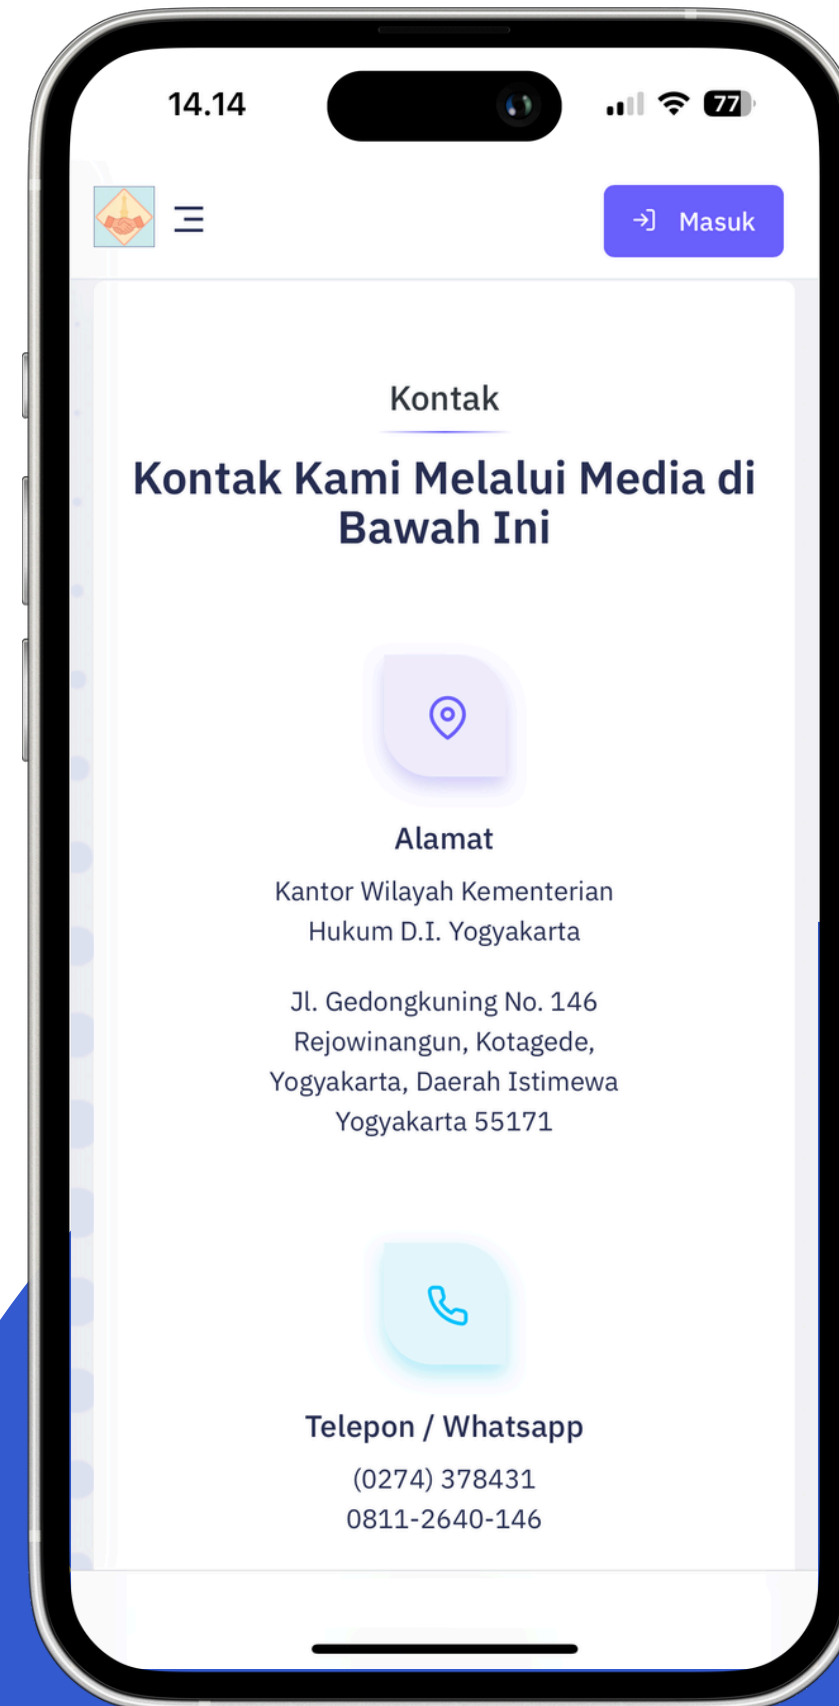 14.14
77
Masuk
Kontak
Kontak Kami Melalui Media di
Bawah Ini
Alamat
Kantor Wilayah Kementerian
Hukum D.I. Yogyakarta
Jl. Gedongkuning No. 146
Rejowinangun, Kotagede,
Yogyakarta, Daerah Istimewa
Yogyakarta 55171
Telepon / Whatsapp
(0274) 378431
0811-2640-146